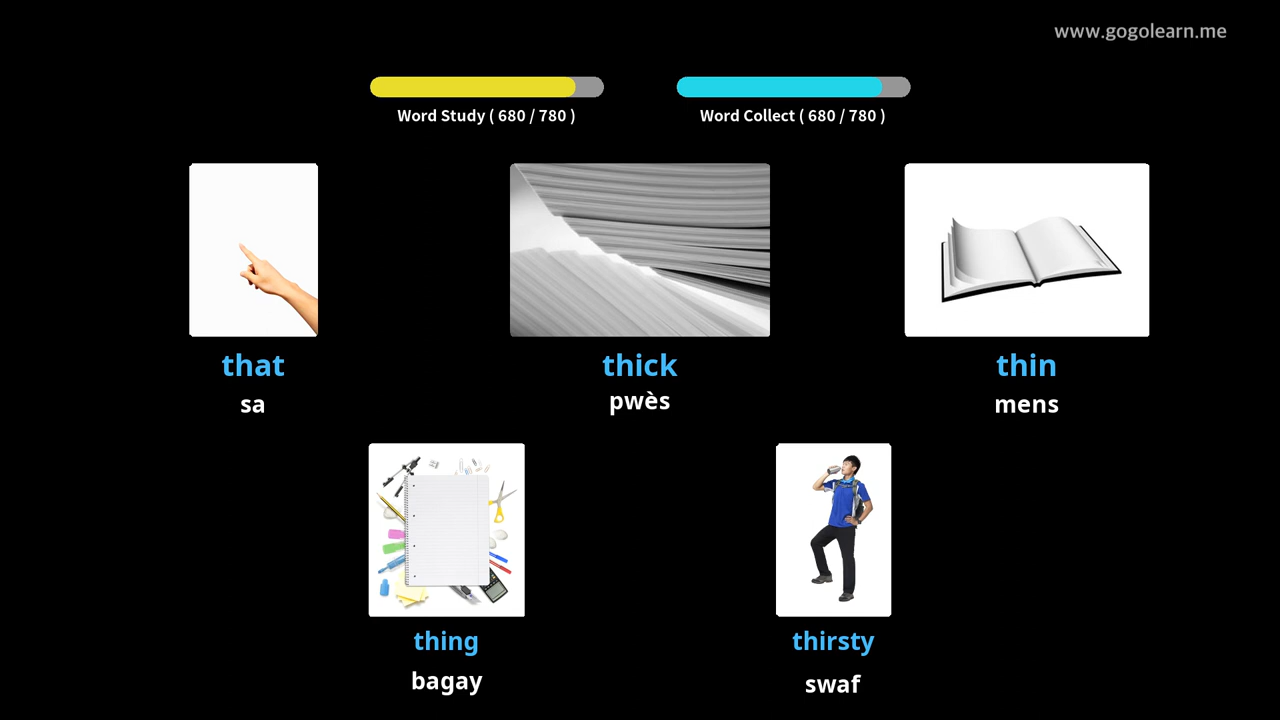 www.gogolearn.me
Word Study ( 680 / 780 )
Word Collect ( 680 / 780 )
that
sa
thick
pwès
thin
mens
thing
bagay
thirsty
swaf